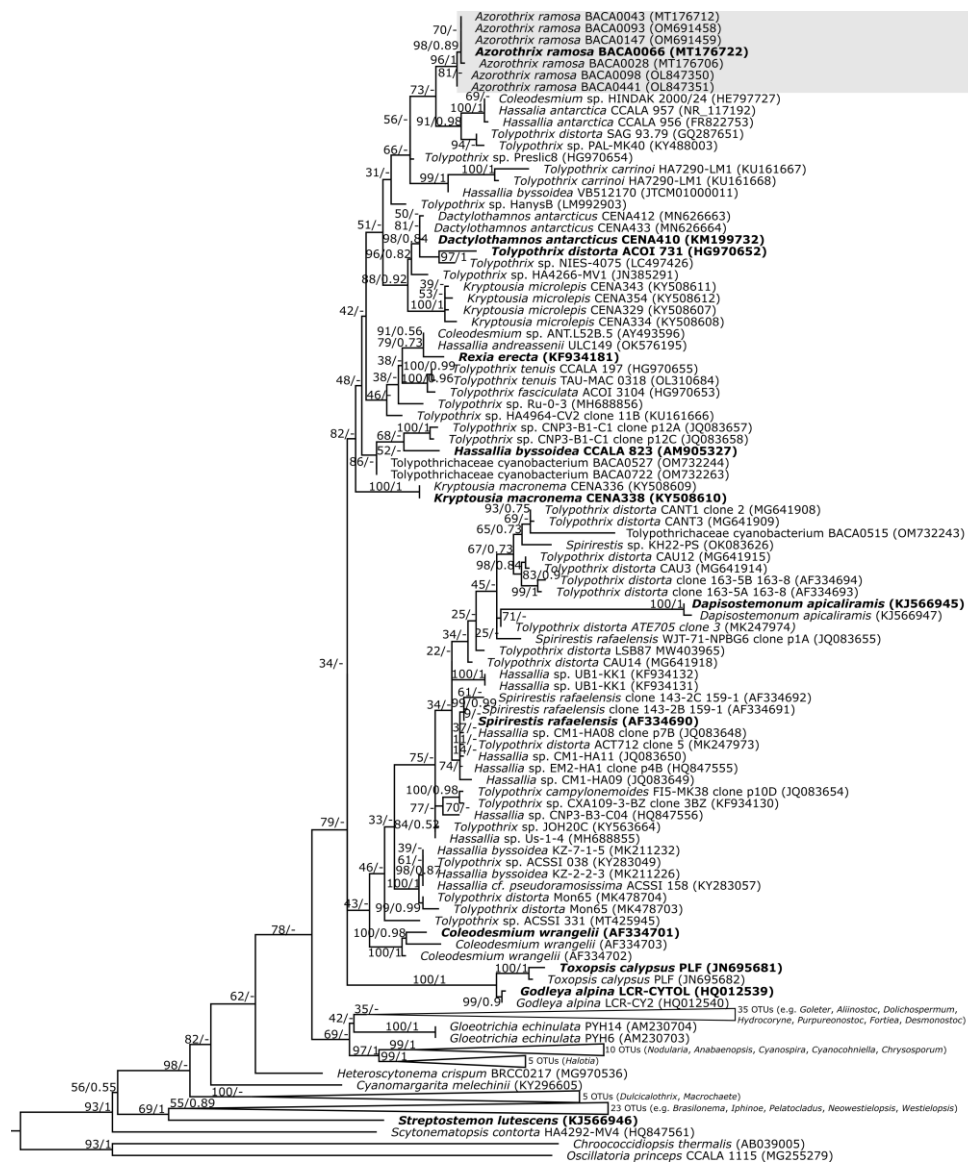 Azorothrix ramosa BACA0043 (MT176712)
70/-
Azorothrix ramosa BACA0093 (OM691458)
Azorothrix ramosa BACA0147 (OM691459)
98/0.89
Azorothrix ramosa BACA0066 (MT176722)
96/1
Azorothrix ramosa BACA0028 (MT176706)
81/-
Azorothrix ramosa BACA0098 (OL847350)
Azorothrix ramosa BACA0441 (OL847351)
73/-
69/-
Coleodesmium sp. HINDAK 2000/24 (HE797727)
100/1
Hassalia antarctica CCALA 957 (NR_117192)
56/-
91/0.98
Hassallia antarctica CCALA 956 (FR822753)
Tolypothrix distorta SAG 93.79 (GQ287651)
94/-
Tolypothrix sp. PAL-MK40 (KY488003)
66/-
Tolypothrix sp. Preslic8 (HG970654)
31/-
100/1
Tolypothrix carrinoi HA7290-LM1 (KU161667)
99/1
Tolypothrix carrinoi HA7290-LM1 (KU161668)
Hassallia byssoidea VB512170 (JTCM01000011)
Tolypothrix sp. HanysB (LM992903)
50/-
Dactylothamnos antarcticus CENA412 (MN626663)
51/-
81/-
Dactylothamnos antarcticus CENA433 (MN626664)
98/0.84
Dactylothamnos antarcticus CENA410 (KM199732)
96/0.82
Tolypothrix distorta ACOI 731 (HG970652)
97/1
Tolypothrix sp. NIES-4075 (LC497426)
88/0.92
Tolypothrix sp. HA4266-MV1 (JN385291)
39/-
Kryptousia microlepis CENA343 (KY508611)
53/-
Kryptousia microlepis CENA354 (KY508612)
100/1
Kryptousia microlepis CENA329 (KY508607)
42/-
Kryptousia microlepis CENA334 (KY508608)
91/0.56
Coleodesmium sp. ANT.L52B.5 (AY493596)
79/0.73
Hassallia andreassenii ULC149 (OK576195)
38/-
Rexia erecta (KF934181)
100/0.99
Tolypothrix tenuis CCALA 197 (HG970655)
48/-
38/-
100/0.96
Tolypothrix tenuis TAU-MAC 0318 (OL310684)
46/-
Tolypothrix fasciculata ACOI 3104 (HG970653)
Tolypothrix sp. Ru-0-3 (MH688856)
Tolypothrix sp. HA4964-CV2 clone 11B (KU161666)
100/1
Tolypothrix sp. CNP3-B1-C1 clone p12A (JQ083657)
82/-
68/-
Tolypothrix sp. CNP3-B1-C1 clone p12C (JQ083658)
52/-
Hassallia byssoidea CCALA 823 (AM905327)
86/-
Tolypothrichaceae cyanobacterium BACA0527 (OM732244)
Tolypothrichaceae cyanobacterium BACA0722 (OM732263)
Kryptousia macronema CENA336 (KY508609)
100/1
Kryptousia macronema CENA338 (KY508610)
93/0.75
Tolypothrix distorta CANT1 clone 2 (MG641908)
69/-
Tolypothrix distorta CANT3 (MG641909)
65/0.73
Tolypothrichaceae cyanobacterium BACA0515 (OM732243)
67/0.73
Spirirestis sp. KH22-PS (OK083626)
98/0.84
Tolypothrix distorta CAU12 (MG641915)
Tolypothrix distorta CAU3 (MG641914)
45/-
Tolypothrix distorta clone 163-5B 163-8 (AF334694)
99/1
Tolypothrix distorta clone 163-5A 163-8 (AF334693)
100/1
Dapisostemonum apicaliramis (KJ566945)
25/-
71/-
Dapisostemonum apicaliramis (KJ566947)
34/-
25/-
Tolypothrix distorta ATE705 clone 3 (MK247974)
Spirirestis rafaelensis WJT-71-NPBG6 clone p1A (JQ083655)
22/-
Tolypothrix distorta LSB87 MW403965)
34/-
Tolypothrix distorta CAU14 (MG641918)
100/1
Hassallia sp. UB1-KK1 (KF934132)
Hassallia sp. UB1-KK1 (KF934131)
61/-
Spirirestis rafaelensis clone 143-2C 159-1 (AF334692)
34/-
99/0.99
Spirirestis rafaelensis clone 143-2B 159-1 (AF334691)
9/-
Spirirestis rafaelensis (AF334690)
37/-
Hassallia sp. CM1-HA08 clone p7B (JQ083648)
11/-
Tolypothrix distorta ACT712 clone 5 (MK247973)
14/-
Hassallia sp. CM1-HA11 (JQ083650)
75/-
74/-
Hassallia sp. EM2-HA1 clone p4B (HQ847555)
Hassallia sp. CM1-HA09 (JQ083649)
100/0.98
Tolypothrix campylonemoides FI5-MK38 clone p10D (JQ083654)
77/-
70/-
Tolypothrix sp. CXA109-3-BZ clone 3BZ (KF934130)
Hassallia sp. CNP3-B3-C04 (HQ847556)
33/-
84/0.52
Tolypothrix sp. JOH20C (KY563664)
Hassallia sp. Us-1-4 (MH688855)
39/-
Hassallia byssoidea KZ-7-1-5 (MK211232)
61/-
Tolypothrix sp. ACSSI 038 (KY283049)
46/-
98/0.87
Hassallia byssoidea KZ-2-2-3 (MK211226)
100/1
Hassallia cf. pseudoramosissima ACSSI 158 (KY283057)
Tolypothrix distorta Mon65 (MK478704)
99/0.99
Tolypothrix distorta Mon65 (MK478703)
79/-
43/-
Tolypothrix sp. ACSSI 331 (MT425945)
100/0.98
Coleodesmium wrangelii (AF334701)
100/1
Coleodesmium wrangelii (AF334703)
Coleodesmium wrangelii (AF334702)
78/-
100/1
Toxopsis calypsus PLF (JN695681)
100/1
Toxopsis calypsus PLF (JN695682)
Godleya alpina LCR-CYTOL (HQ012539)
99/0.9
Godleya alpina LCR-CY2 (HQ012540)
62/-
35/-
35 OTUs (e.g. Goleter, Aliinostoc, Dolichospermum,
Hydrocoryne, Purpureonostoc, Fortiea, Desmonostoc)
42/-
100/1
Gloeotrichia echinulata PYH14 (AM230704)
69/-
Gloeotrichia echinulata PYH6 (AM230703)
82/-
99/1
10 OTUs (Nodularia, Anabaenopsis, Cyanospira, Cyanocohniella, Chrysosporum)
97/1
99/1
5 OTUs (Halotia)
98/-
Heteroscytonema crispum BRCC0217 (MG970536)
56/0.55
Cyanomargarita melechinii (KY296605)
100/-
5 OTUs (Dulcicalothrix, Macrochaete)
93/1
69/1
55/0.89
23 OTUs (e.g. Brasilonema, Iphinoe, Pelatocladus, Neowestielopsis, Westielopsis)
Streptostemon lutescens (KJ566946)
Scytonematopsis contorta HA4292-MV4 (HQ847561)
93/1
Chroococcidiopsis thermalis (AB039005)
Oscillatoria princeps CCALA 1115 (MG255279)
34/-